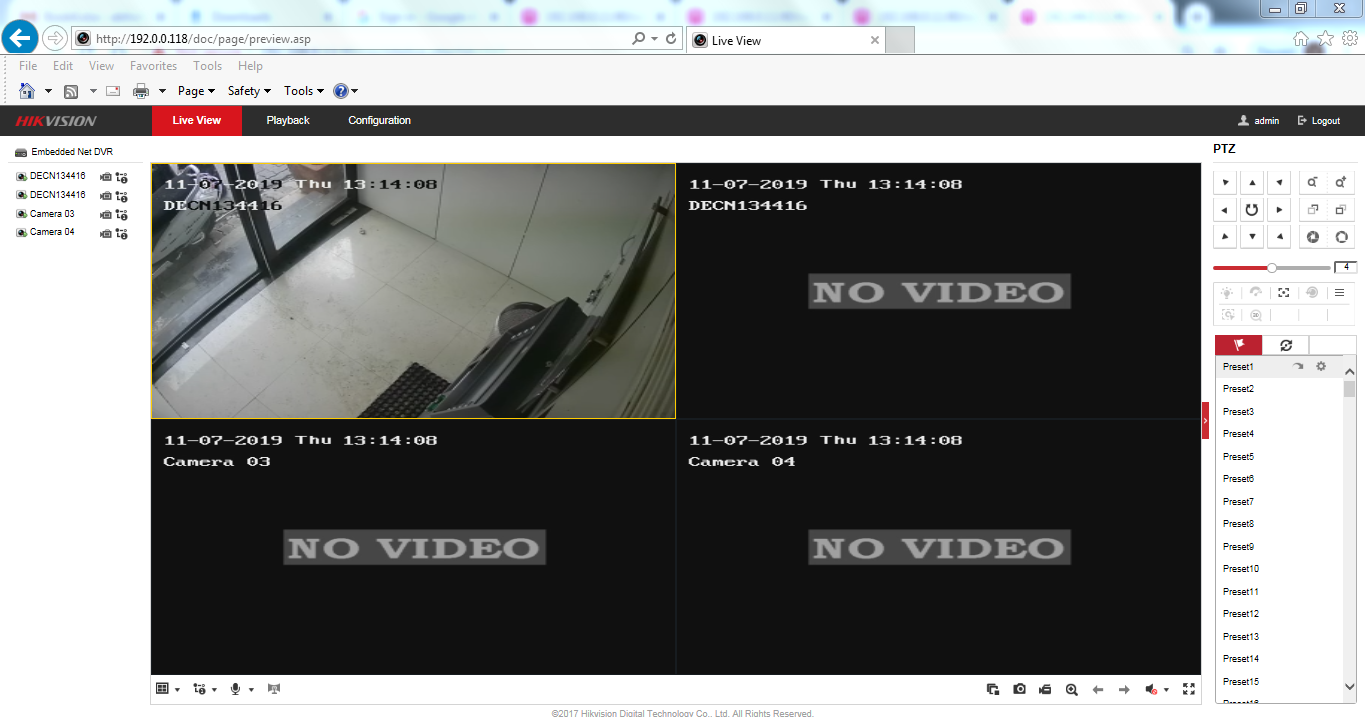 http://192.0.0.118/doc/page/preview.asp
Live View
File Edit View Favorites Tools Help
Page Safety Tools
HIKVISION Live View Playback Configuration admin Logout
Embedded Net DVR
DECN134416
DECN134416
Camera 03
Camera 04
11-07-2019 Thu 13:14:08
DECN134416
11-07-2019 Thu 13:14:08
DECN134416
NO VIDEO
11-07-2019 Thu 13:14:08
Camera 03
NO VIDEO
11-07-2019 Thu 13:14:08
Camera 04
NO VIDEO
PTZ
4
Preset1
Preset2
Preset3
Preset4
Preset5
Preset6
Preset7
Preset8
Preset9
Preset10
Preset11
Preset12
Preset13
Preset14
Preset15
©2017 Hikvision Digital Technology Co., Ltd. All Rights Reserved.